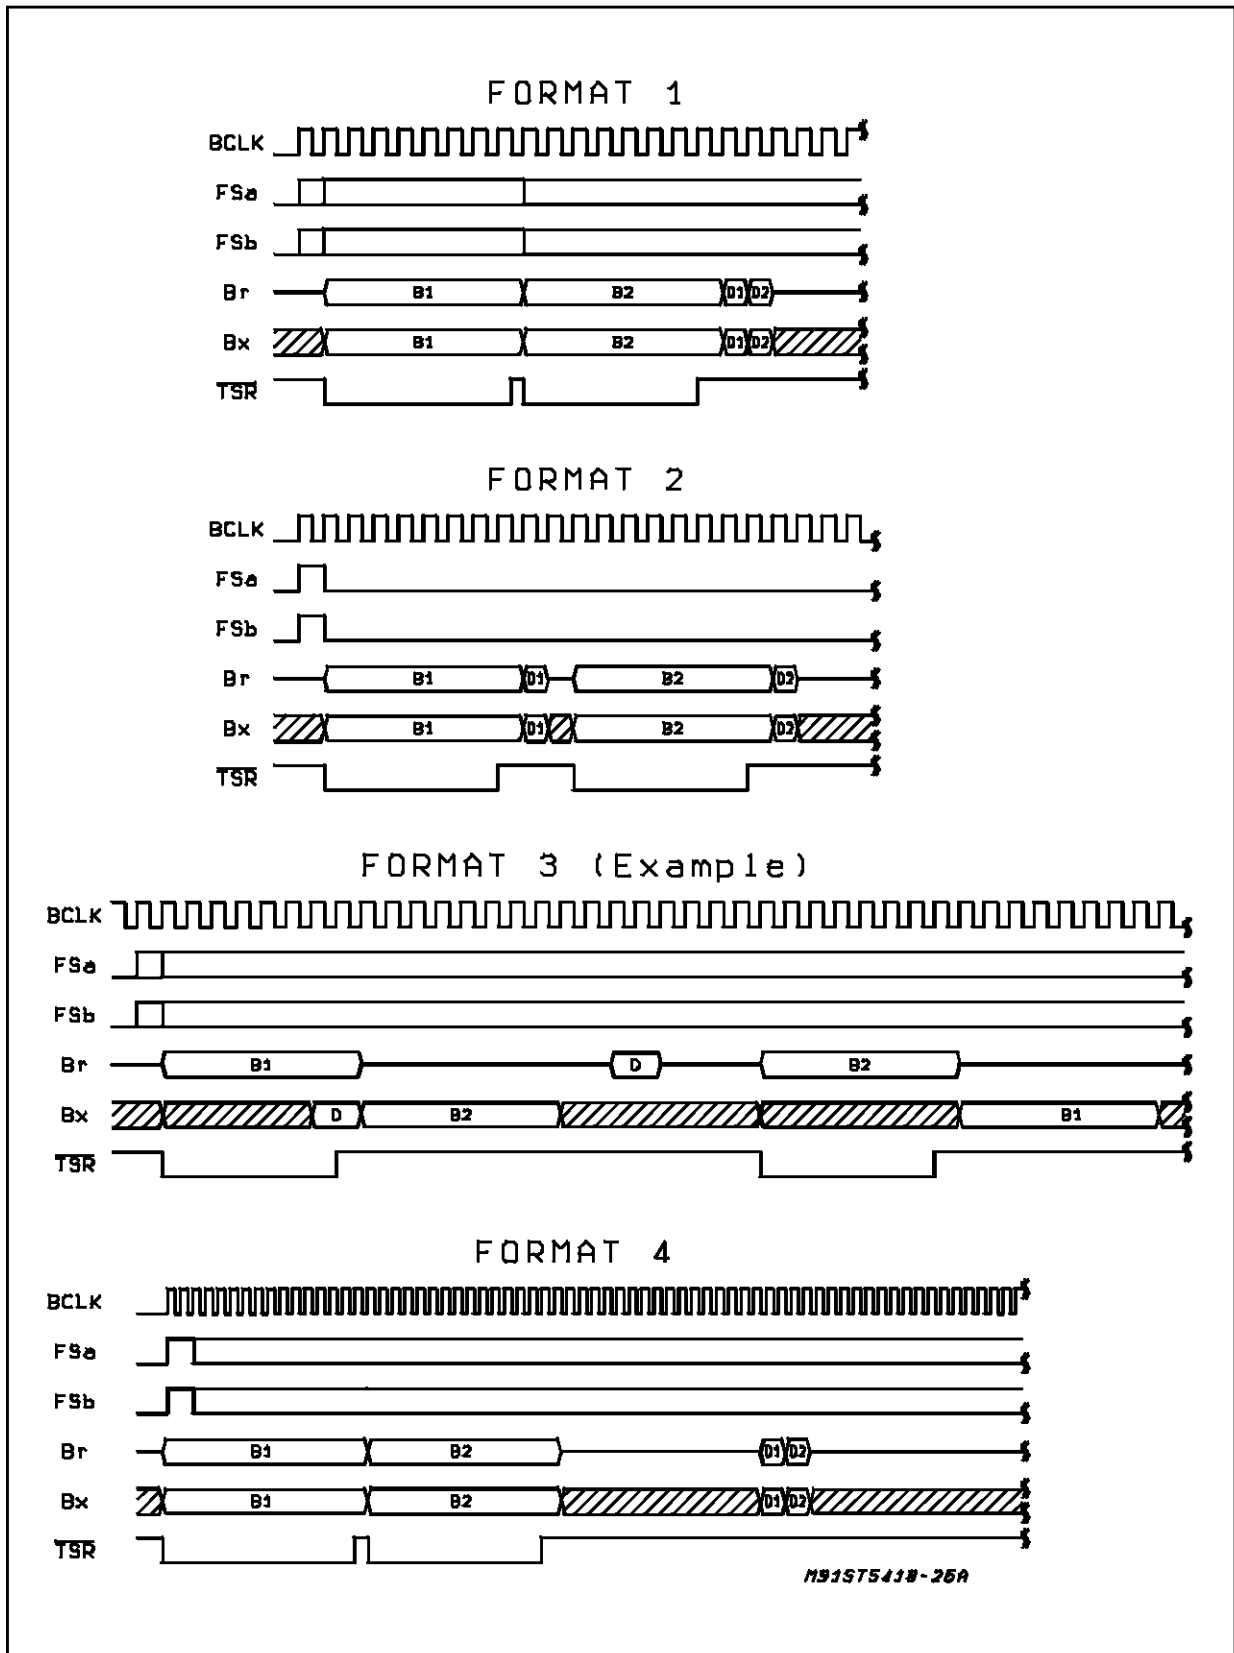 FORMAT 1
BCLK
FSa
FSb
Br B1 B2 D1 D2
Bx B1 B2 D1 D2
TSR
FORMAT 2
BCLK
FSa
FSb
Br B1 D1 B2 D2
Bx B1 D1 B2 D2
TSR
FORMAT 3 (Example)
BCLK
FSa
FSb
Br B1 D B2
Bx D B2 B1
TSR
FORMAT 4
BCLK
FSa
FSb
Br B1 B2 D1 D2
Bx B1 B2 D1 D2
TSR